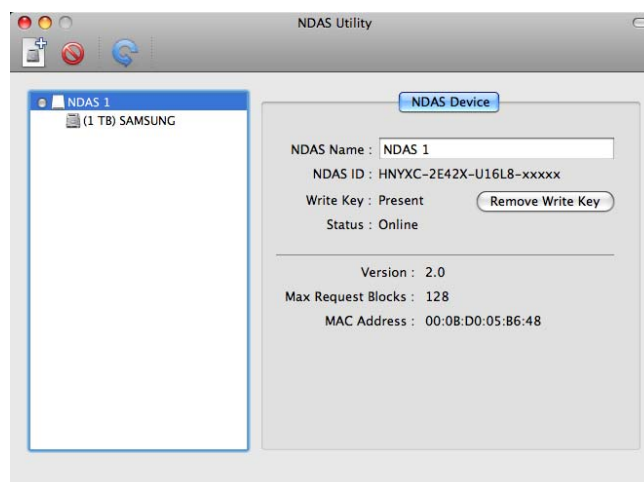 NDAS Utility
NDAS 1
(1 TB) SAMSUNG
NDAS Device
NDAS Name : NDAS 1
NDAS ID : HNYXC-2E42X-U16L8-xxxxx
Write Key : Present Remove Write Key
Status : Online
Version : 2.0
Max Request Blocks : 128
MAC Address : 00:0B:D0:05:B6:48